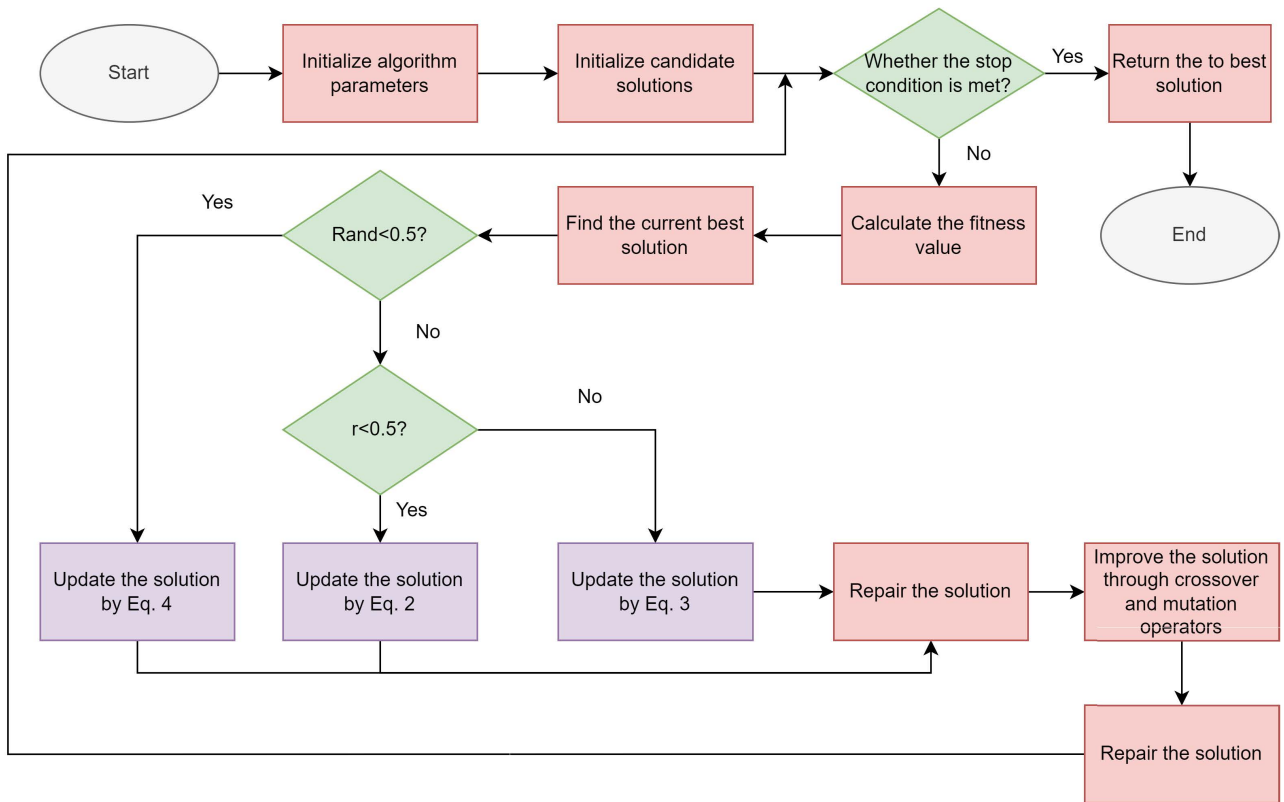 Start
Initialize algorithm
parameters
Initialize candidate
solutions
Whether the stop
condition is met?
Yes
Return the to best
solution
No
Yes
Rand<0.5?
Find the current best
solution
Calculate the fitness
value
End
No
r<0.5?
No
Yes
Update the solution
by Eq. 4
Update the solution
by Eq. 2
Update the solution
by Eq. 3
Repair the solution
Improve the solution
through crossover
and mutation
operators
Repair the solution